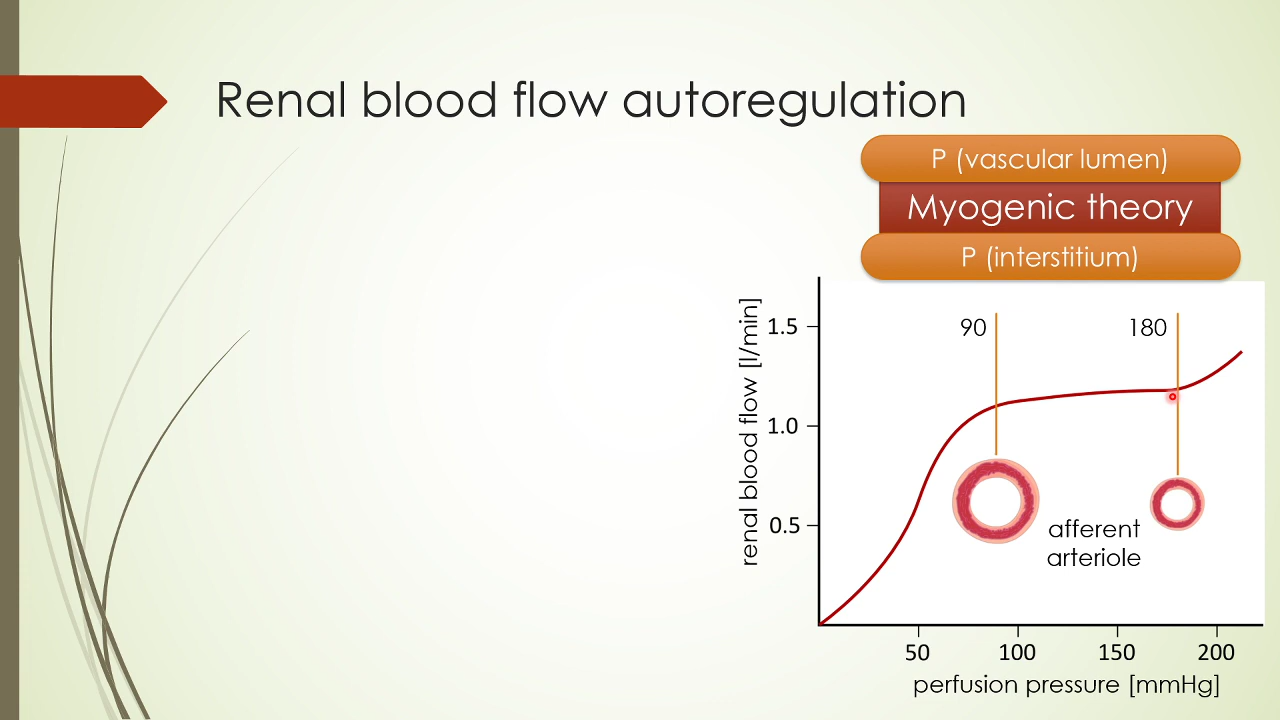 Renal blood flow autoregulation
P (vascular lumen)
Myogenic theory
P (interstitium)
renal blood flow [l/min]
1.5
1.0
0.5
90
180
afferent
arteriole
50
100
150
200
perfusion pressure [mmHg]